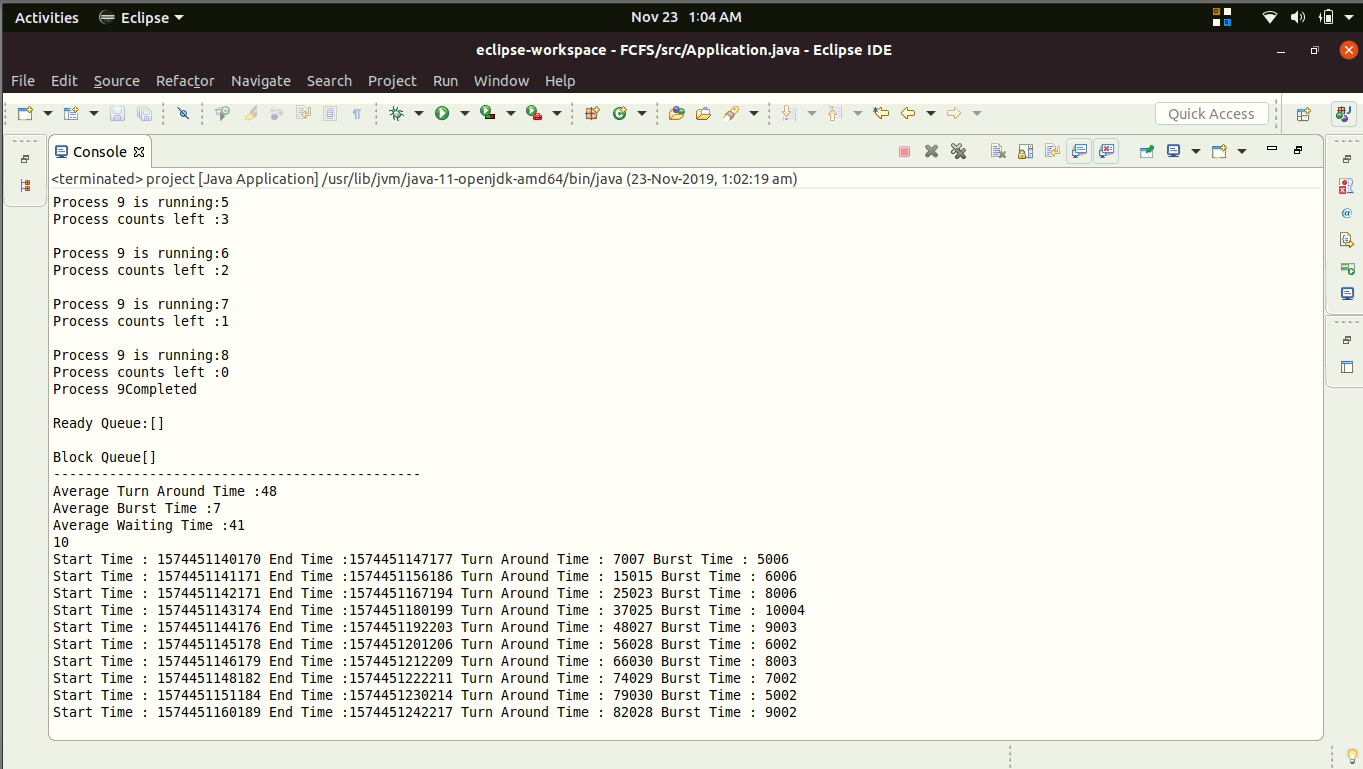 Activities Eclipse Nov 23 1:04 AM
eclipse-workspace - FCFS/src/Application.java - Eclipse IDE
File Edit Source Refactor Navigate Search Project Run Window Help
Quick Access
Console
<terminated> project [Java Application] /usr/lib/jvm/java-11-openjdk-amd64/bin/java (23-Nov-2019, 1:02:19 am)
Process 9 is running:5
Process counts left :3
Process 9 is running:6
Process counts left :2
Process 9 is running:7
Process counts left :1
Process 9 is running:8
Process counts left :0
Process 9Completed
Ready Queue:[]
Block Queue[]
----------------------------------------------
Average Turn Around Time :48
Average Burst Time :7
Average Waiting Time :41
10
Start Time : 1574451140170 End Time :1574451147177 Turn Around Time : 7007 Burst Time : 5006
Start Time : 1574451141171 End Time :1574451156186 Turn Around Time : 15015 Burst Time : 6006
Start Time : 1574451142171 End Time :1574451167194 Turn Around Time : 25023 Burst Time : 8006
Start Time : 1574451143174 End Time :1574451180199 Turn Around Time : 37025 Burst Time : 10004
Start Time : 1574451144176 End Time :1574451192203 Turn Around Time : 48027 Burst Time : 9003
Start Time : 1574451145178 End Time :1574451201206 Turn Around Time : 56028 Burst Time : 6002
Start Time : 1574451146179 End Time :1574451212209 Turn Around Time : 66030 Burst Time : 8003
Start Time : 1574451148182 End Time :1574451222211 Turn Around Time : 74029 Burst Time : 7002
Start Time : 1574451151184 End Time :1574451230214 Turn Around Time : 79030 Burst Time : 5002
Start Time : 1574451160189 End Time :1574451242217 Turn Around Time : 82028 Burst Time : 9002